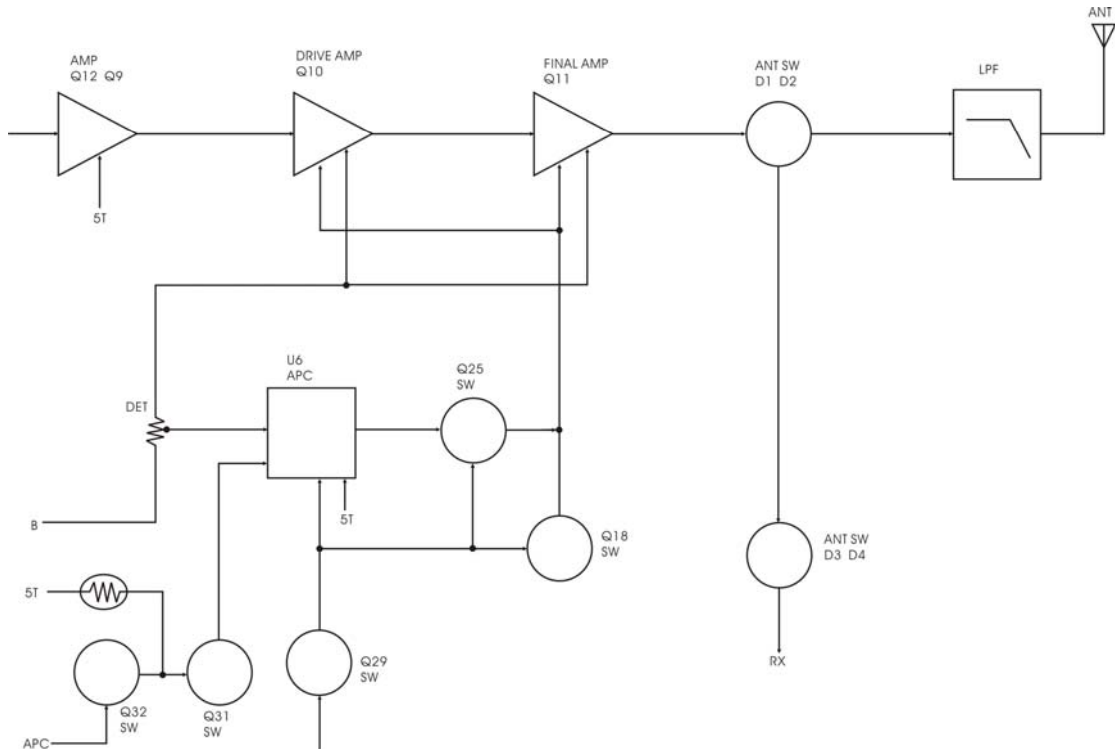 ANT
AMP
Q12 Q9
DRIVE AMP
Q10
FINAL AMP
Q11
ANT SW
D1 D2
LPF
5T
U6
APC
Q25
SW
DET
5T
B
Q18
SW
ANT SW
D3 D4
5T
Q29
SW
RX
Q32
SW
Q31
SW
APC